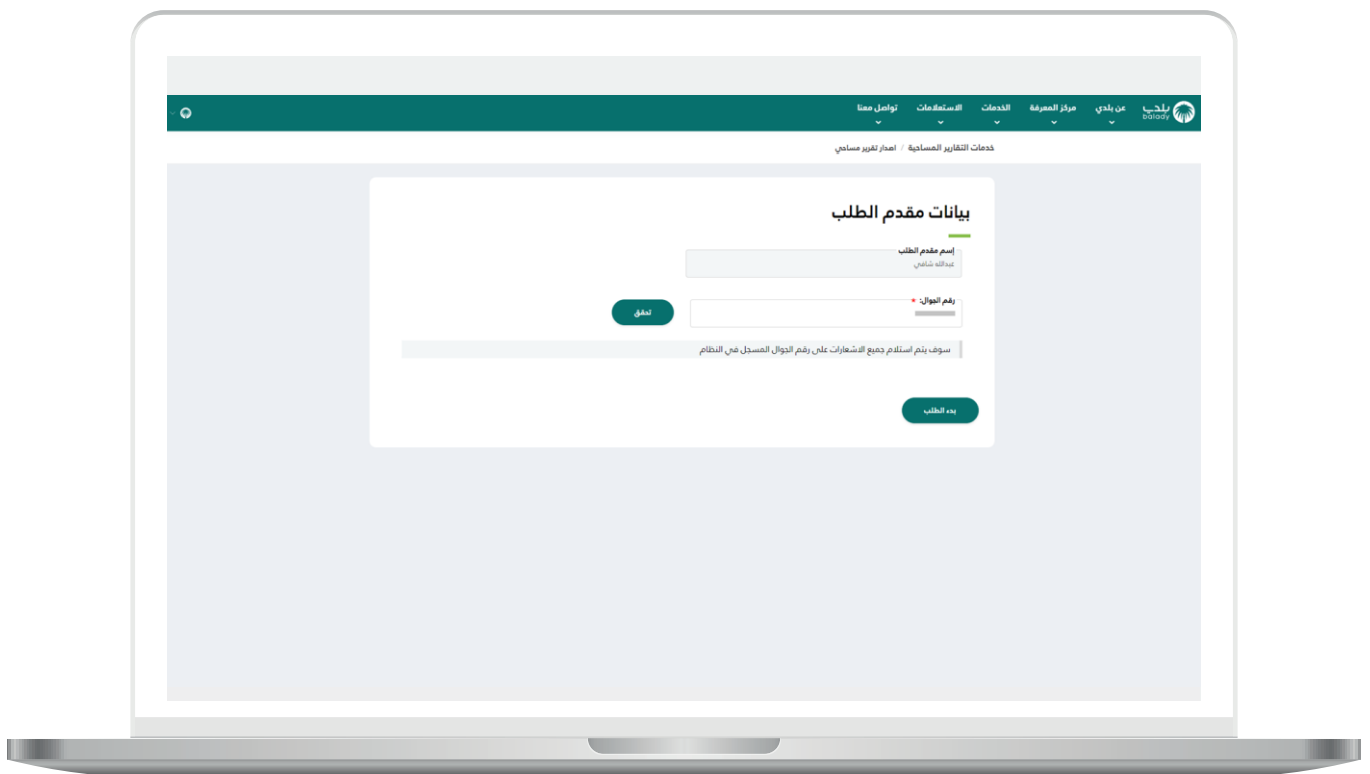 بلدي balady
عن بلدي مركز المعرفة الخدمات الاستعلامات تواصل معنا
خدمات التقارير المساحية / اصدار تقرير مساحي
بيانات مقدم الطلب
إسم مقدم الطلب
عبدالله شافي
رقم الجوال: *
تحقق
سوف يتم استلام جميع الاشعارات على رقم الجوال المسجل في النظام
بدء الطلب